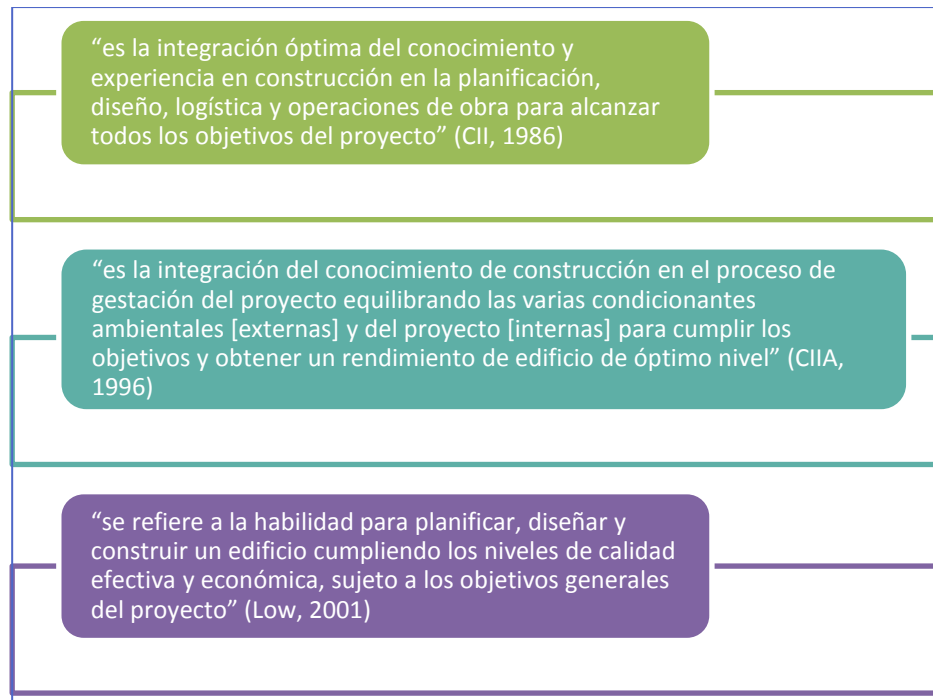 “es la integración óptima del conocimiento y
experiencia en construcción en la planificación,
diseño, logística y operaciones de obra para alcanzar
todos los objetivos del proyecto” (CII, 1986)
“es la integración del conocimiento de construcción en el proceso de
gestación del proyecto equilibrando las varias condicionantes
ambientales [externas] y del proyecto [internas] para cumplir los
objetivos y obtener un rendimiento de edificio de óptimo nivel” (CIIA,
1996)
“se refiere a la habilidad para planificar, diseñar y
construir un edificio cumpliendo los niveles de calidad
efectiva y económica, sujeto a los objetivos generales
del proyecto” (Low, 2001)